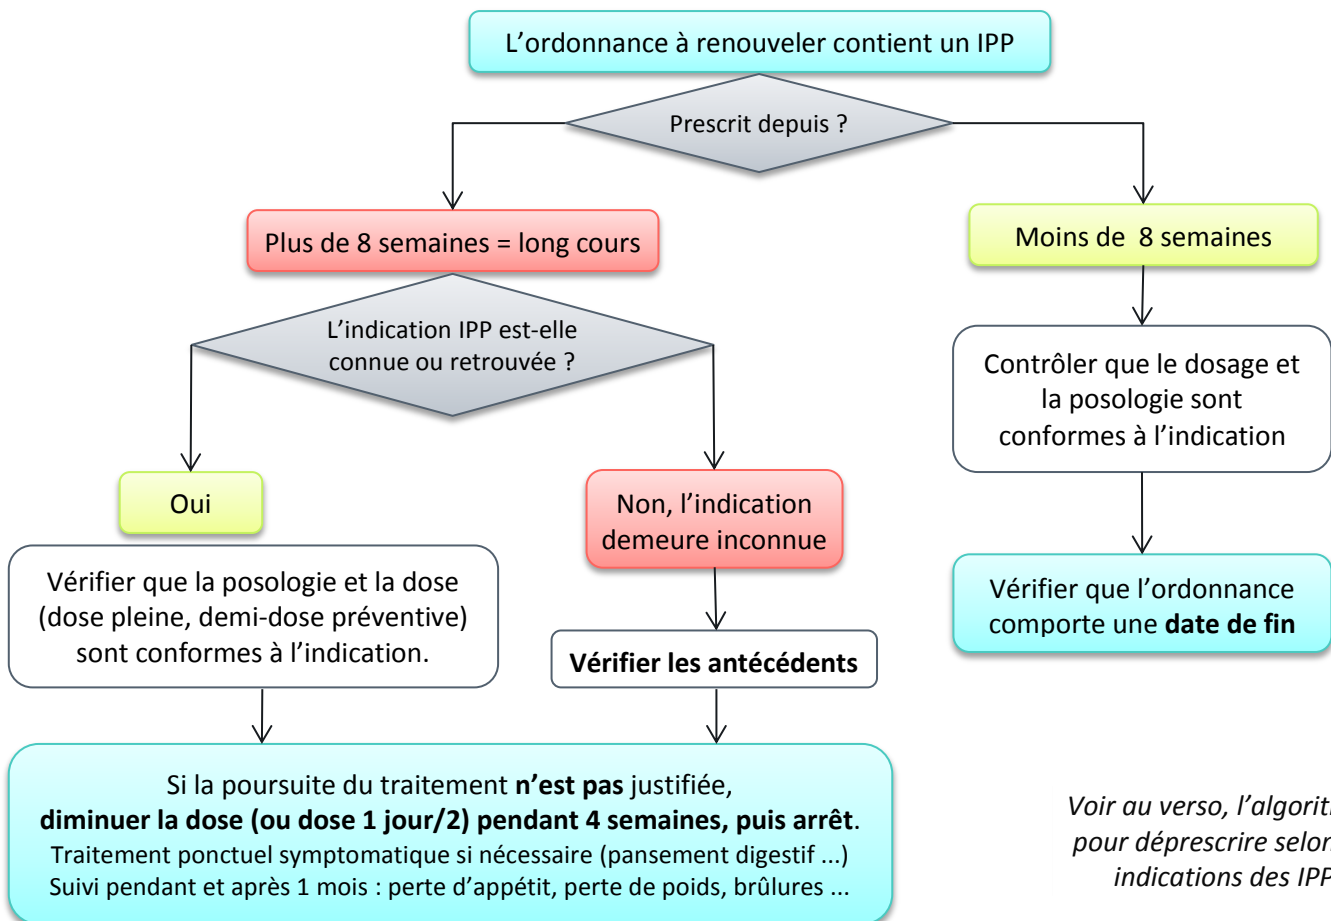 L'ordonnance à renouveler contient un IPP
Prescrit depuis ?
Plus de 8 semaines = long cours
Moins de 8 semaines
L'indication IPP est-elle
connue ou retrouvée ?
Contrôler que le dosage et
la posologie sont
conformes à l'indication
Oui
Non, l'indication
demeure inconnue
Vérifier que la posologie et la dose
(dose pleine, demi-dose préventive)
sont conformes à l'indication.
Vérifier les antécédents
Vérifier que l'ordonnance
comporte une date de fin
Si la poursuite du traitement n'est pas justifiée,
diminuer la dose (ou dose 1 jour/2) pendant 4 semaines, puis arrêt.
Traitement ponctuel symptomatique si nécessaire (pansement digestif ...)
Suivi pendant et après 1 mois : perte d'appétit, perte de poids, brûlures ...
Voir au verso,
pour déprescrire selon
indications des IPP